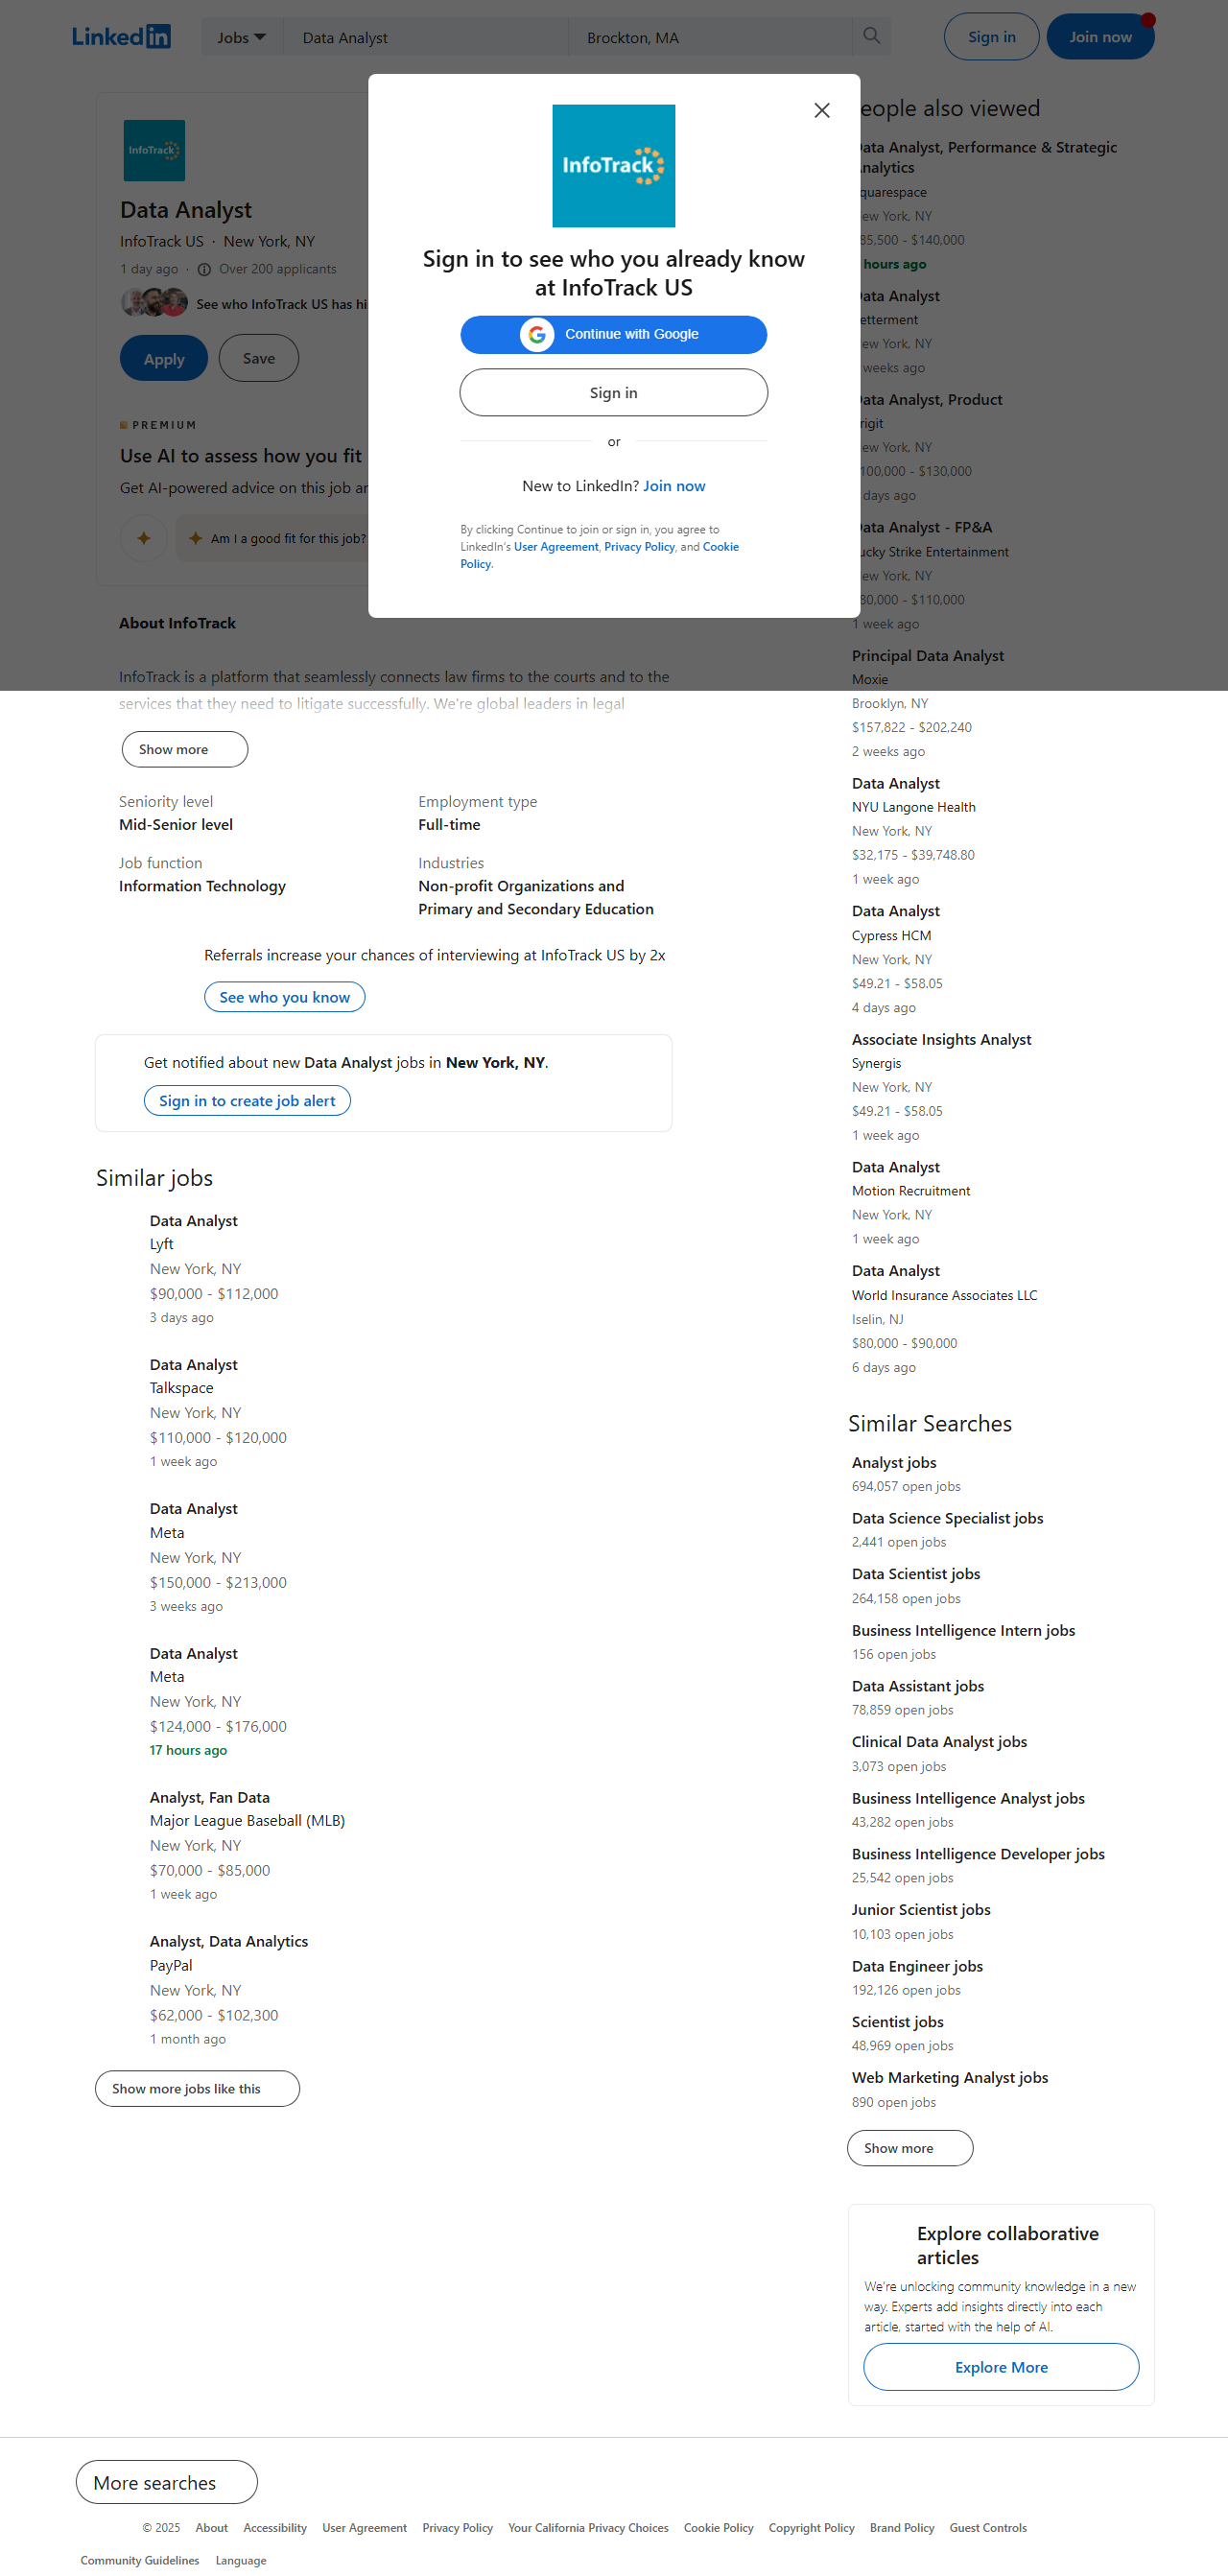 LinkedIn
Jobs
Data Analyst
Brockton, MA
Sign in
Join now
InfoTrack
Data Analyst
InfoTrack US · New York, NY
1 day ago · Over 200 applicants
See who InfoTrack US has hi
Apply
Save
PREMIUM
Use AI to assess how you fit
Get AI-powered advice on this job
Am I a good fit for this job?
InfoTrack
Sign in to see who you already know
at InfoTrack US
Continue with Google
Sign in
or
New to LinkedIn? Join now
By clicking Continue to join or sign in, you agree to
LinkedIn's User Agreement, Privacy Policy, and Cookie
Policy.
About InfoTrack
InfoTrack is a platform that seamlessly connects law firms to the courts and to the
services that they need to litigate successfully. We're global leaders in legal
Show more
Seniority level
Mid-Senior level
Employment type
Full-time
Job function
Information Technology
Industries
Non-profit Organizations and
Primary and Secondary Education
Referrals increase your chances of interviewing at InfoTrack US by 2x
See who you know
Get notified about new Data Analyst jobs in New York, NY.
Sign in to create job alert
Similar jobs
Data Analyst
Lyft
New York, NY
$90,000 - $112,000
3 days ago
Data Analyst
Talkspace
New York, NY
$110,000 - $120,000
1 week ago
Data Analyst
Meta
New York, NY
$150,000 - $213,000
3 weeks ago
Data Analyst
Meta
New York, NY
$124,000 - $176,000
17 hours ago
Analyst, Fan Data
Major League Baseball (MLB)
New York, NY
$70,000 - $85,000
1 week ago
Analyst, Data Analytics
PayPal
New York, NY
$62,000 - $102,300
1 month ago
Show more jobs like this
eople also viewed
ata Analyst, Performance & Strategic
nalytics
quarespace
ew York, NY
85,500 - $140,000
hours ago
ata Analyst
etterment
ew York, NY
weeks ago
ata Analyst, Product
rigit
ew York, NY
100,000 - $130,000
days ago
ata Analyst - FP&A
ucky Strike Entertainment
ew York, NY
80,000 - $110,000
1 week ago
Principal Data Analyst
Moxie
Brooklyn, NY
$157,822 - $202,240
2 weeks ago
Data Analyst
NYU Langone Health
New York, NY
$32,175 - $39,748.80
1 week ago
Data Analyst
Cypress HCM
New York, NY
$49.21 - $58.05
4 days ago
Associate Insights Analyst
Synergis
New York, NY
$49.21 - $58.05
1 week ago
Data Analyst
Motion Recruitment
New York, NY
1 week ago
Data Analyst
World Insurance Associates LLC
Iselin, NJ
$80,000 - $90,000
6 days ago
Similar Searches
Analyst jobs
694,057 open jobs
Data Science Specialist jobs
2,441 open jobs
Data Scientist jobs
264,158 open jobs
Business Intelligence Intern jobs
156 open jobs
Data Assistant jobs
78,859 open jobs
Clinical Data Analyst jobs
3,073 open jobs
Business Intelligence Analyst jobs
43,282 open jobs
Business Intelligence Developer jobs
25,542 open jobs
Junior Scientist jobs
10,103 open jobs
Data Engineer jobs
192,126 open jobs
Scientist jobs
48,969 open jobs
Web Marketing Analyst jobs
890 open jobs
Show more
Explore collaborative
articles
We're unlocking community knowledge in a new
way. Experts add insights directly into each
article, started with the help of AI.
Explore More
More searches
© 2025 About Accessibility User Agreement Privacy Policy Your California Privacy Choices Cookie Policy Copyright Policy Brand Policy Guest Controls
Community Guidelines Language